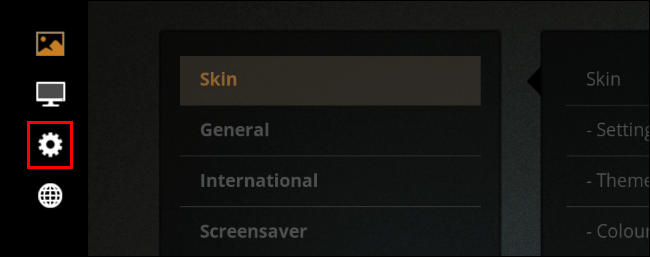 Skin
General
International
Screensaver
Skin
- Setting
- Theme
- Colour